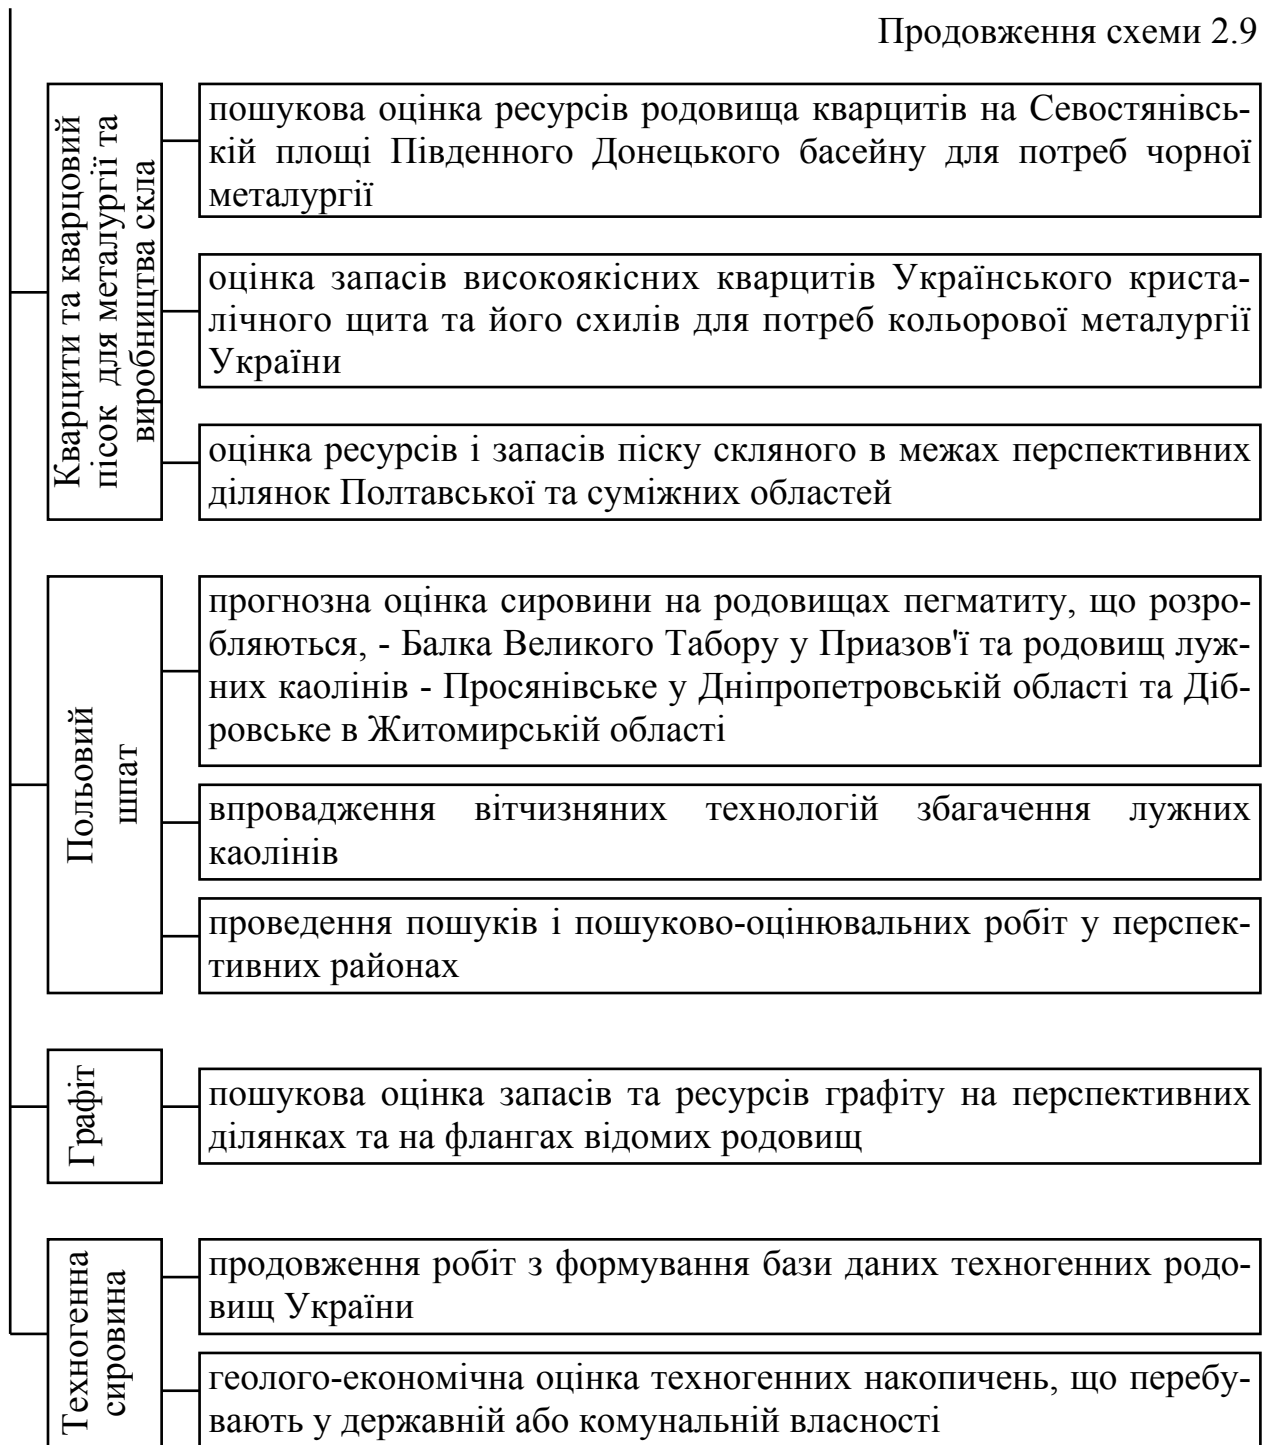 Продовження схеми 2.9
Кварцити та кварцовий
пісок для металургії та
виробництва скла
пошукова оцінка ресурсів родовища кварцитів на Севостянівсь-
кій площі Південного Донецького басейну для потреб чорної
металургії
оцінка запасів високоякісних кварцитів Українського криста-
лічного щита та його схилів для потреб кольорової металургії
України
оцінка ресурсів і запасів піску скляного в межах перспективних
ділянок Полтавської та суміжних областей
Польовий
шпат
прогнозна оцінка сировини на родовищах пегматиту, що розро-
бляються, - Балка Великого Табору у Приазов'ї та родовищ луж-
них каолінів - Просянівське у Дніпропетровській області та Діб-
ровське в Житомирській області
впровадження вітчизняних технологій збагачення лужних
каолінів
проведення пошуків і пошуково-оцінювальних робіт у перспек-
тивних районах
Графіт
пошукова оцінка запасів та ресурсів графіту на перспективних
ділянках та на флангах відомих родовищ
Техногенна
сировина
продовження робіт з формування бази даних техногенних родо-
вищ України
геолого-економічна оцінка техногенних накопичень, що перебу-
вають у державній або комунальній власності